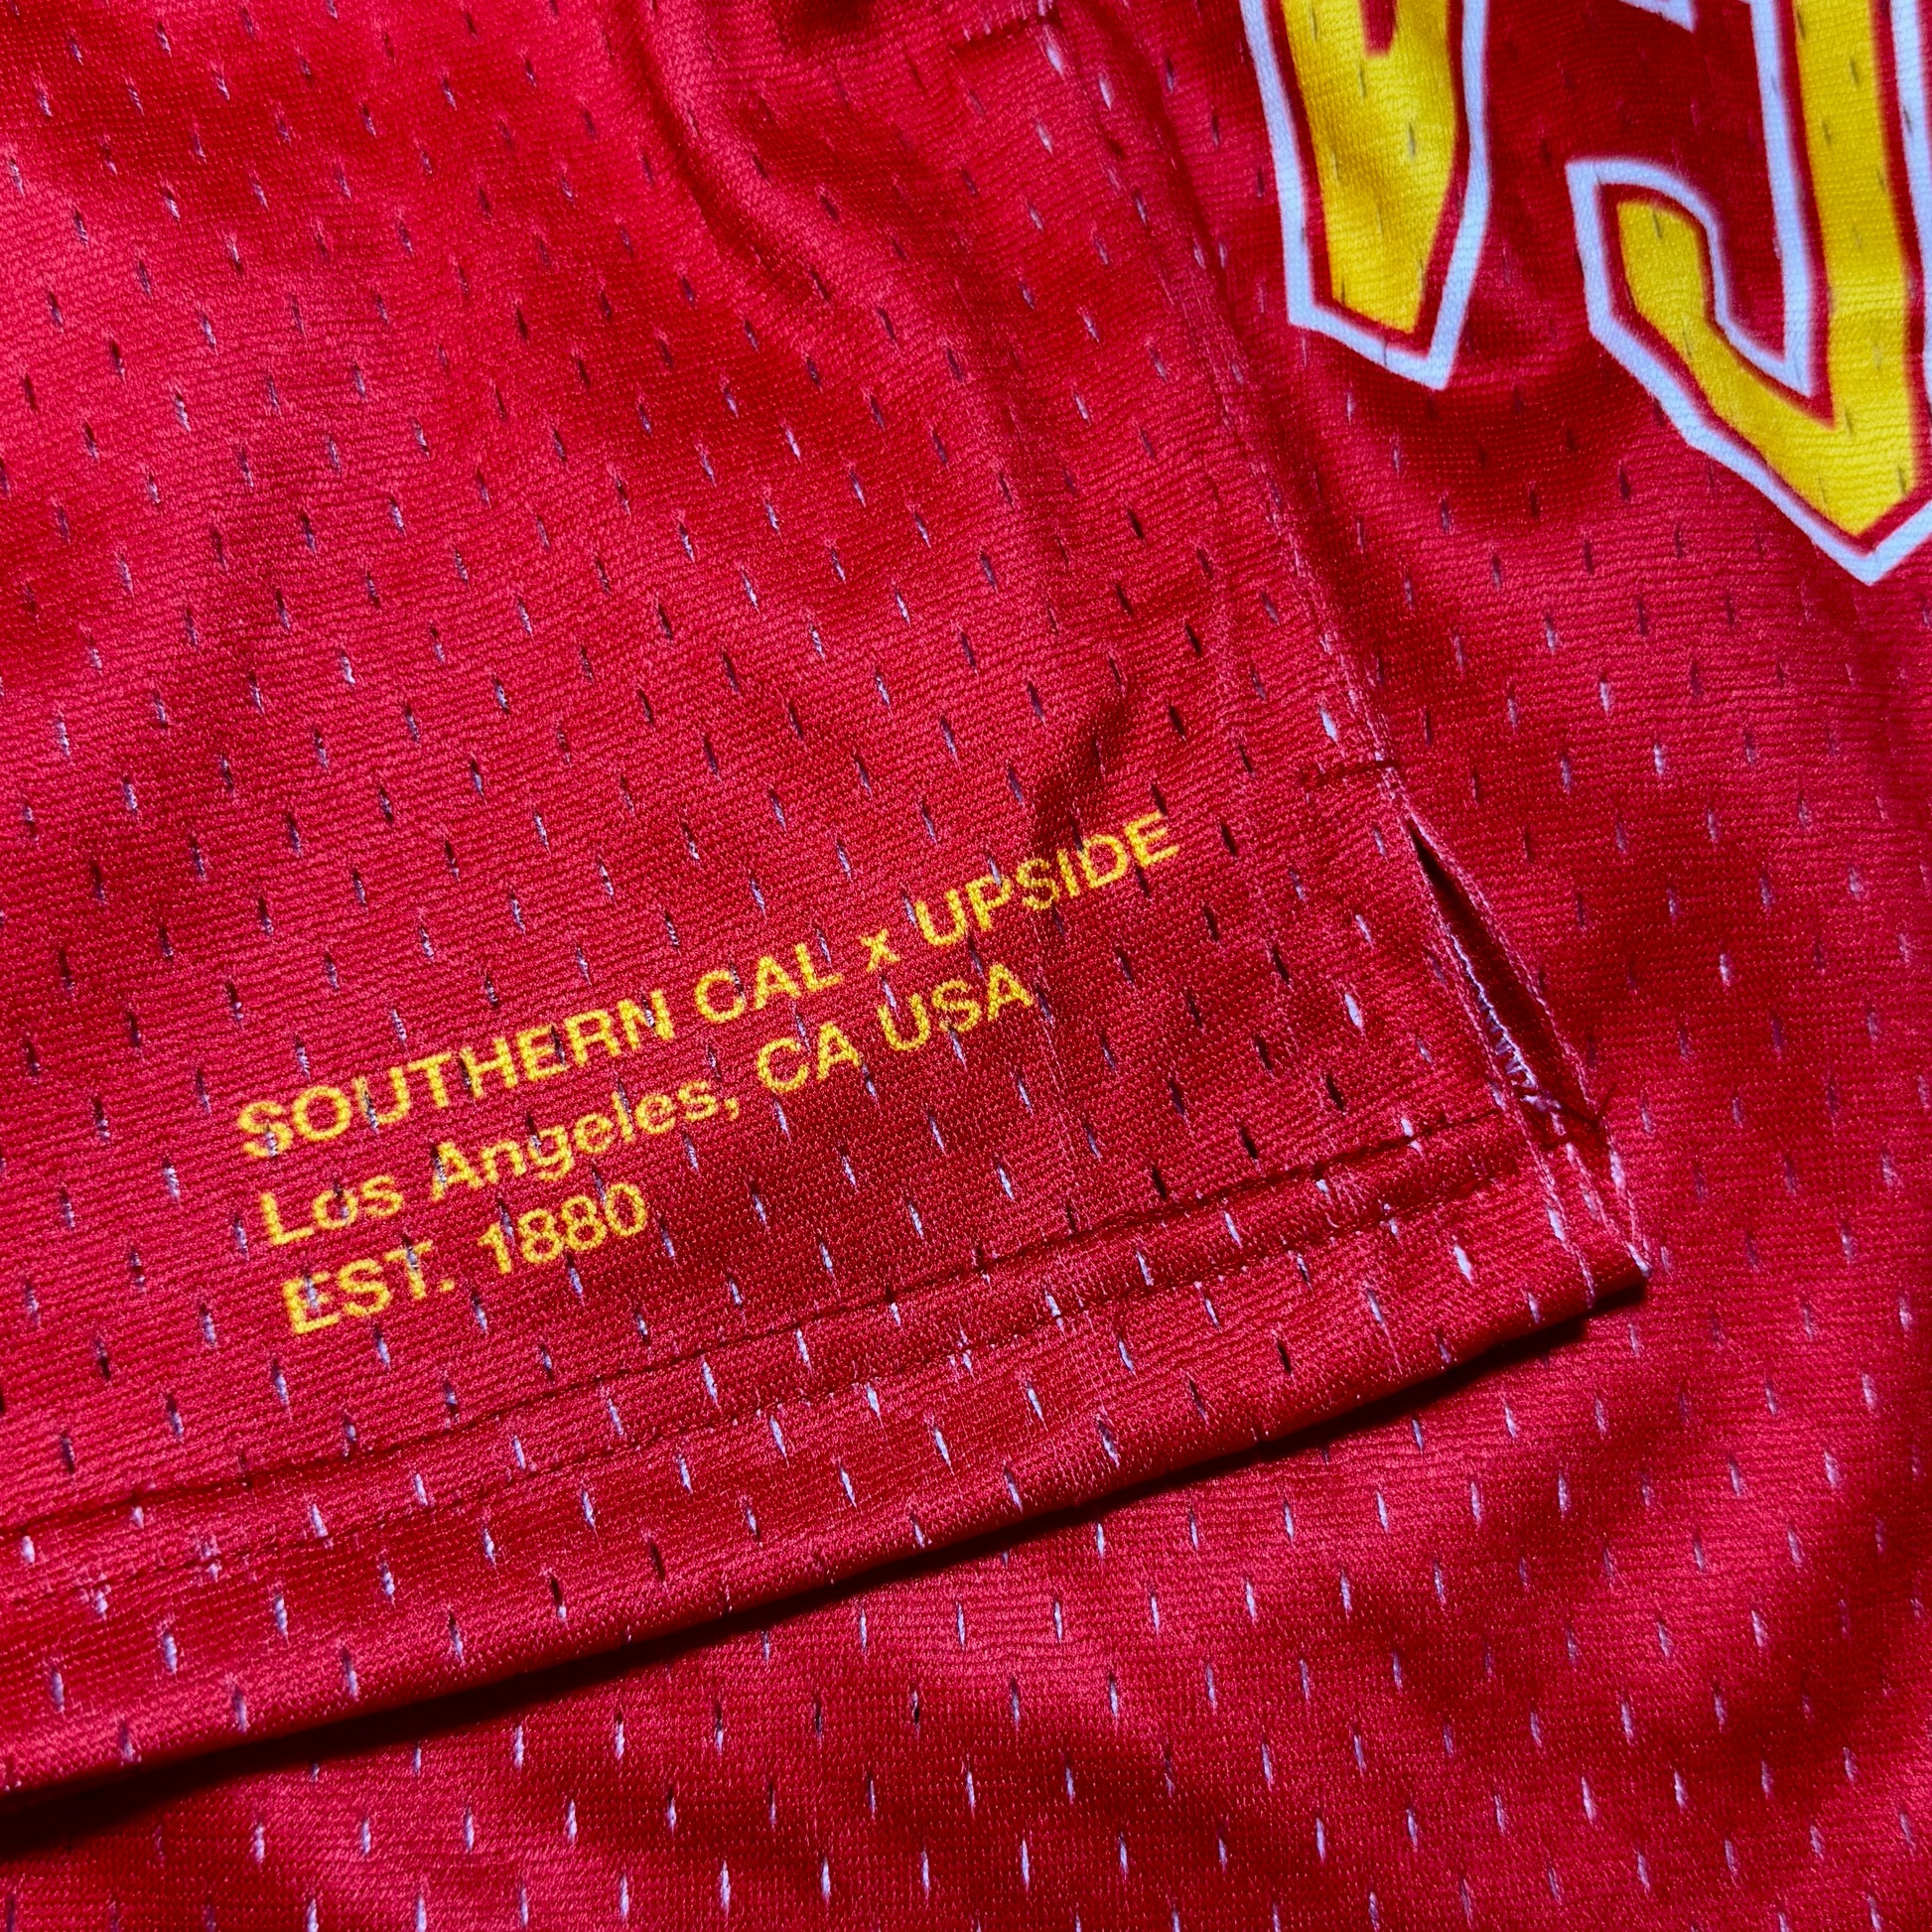 SOUTHERN CAL x UPSIDE
Los Angeles, CA USA
EST. 1880